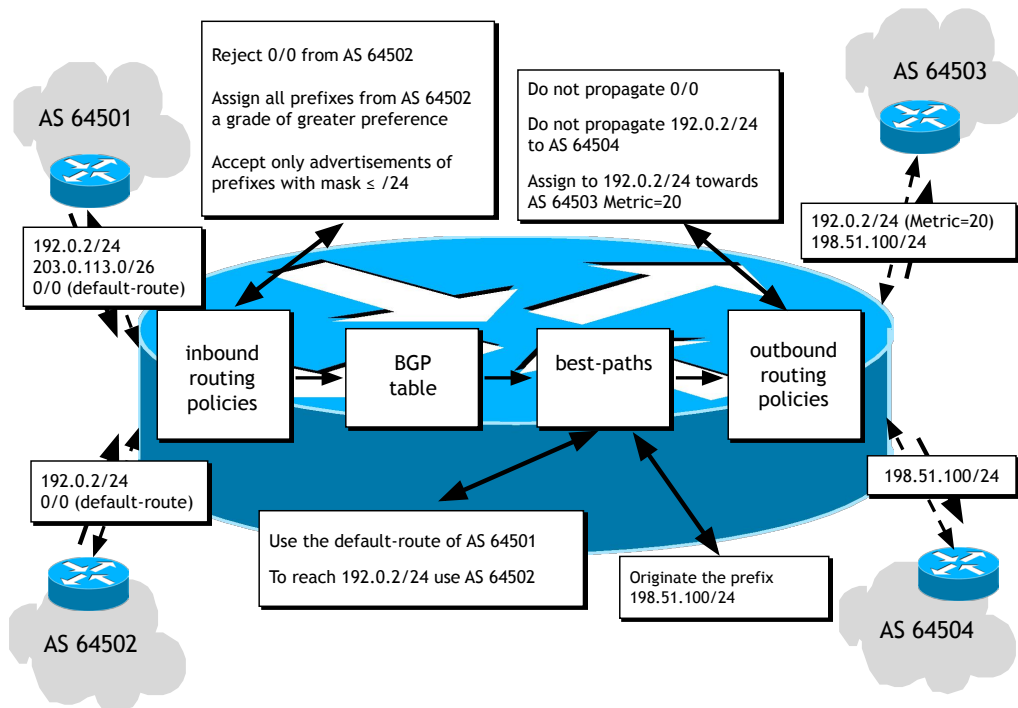 Reject 0/0 from AS 64502
Assign all prefixes from AS 64502
a grade of greater preference
Accept only advertisements of
prefixes with mask ≤ /24
Do not propagate 0/0
Do not propagate 192.0.2/24
to AS 64504
Assign to 192.0.2/24 towards
AS 64503 Metric=20
AS 64501
AS 64503
192.0.2/24
203.0.113.0/26
0/0 (default-route)
192.0.2/24 (Metric=20)
198.51.100/24
inbound
routing
policies
BGP
table
best-paths
outbound
routing
policies
192.0.2/24
0/0 (default-route)
198.51.100/24
Use the default-route of AS 64501
To reach 192.0.2/24 use AS 64502
Originate the prefix
198.51.100/24
AS 64502
AS 64504